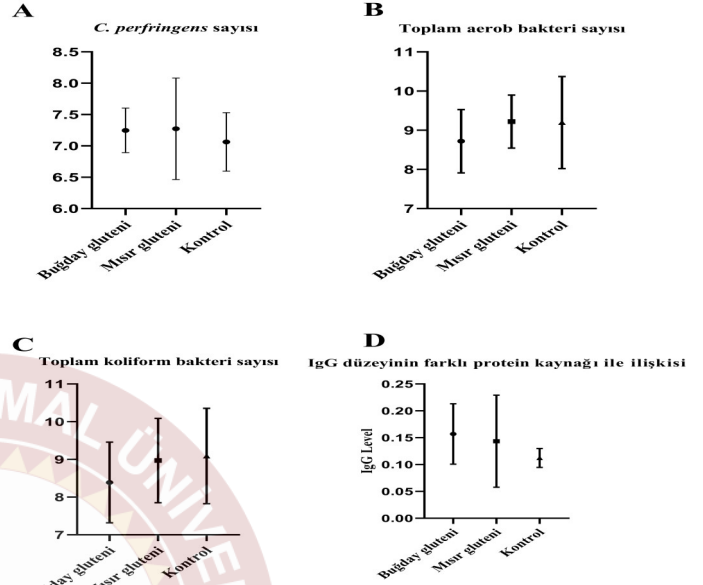 A
C. perfringens sayısı
8.5
8.0
7.5
7.0
6.5
6.0
Buğday gluteni
Mısır gluteni
Kontrol
B
Toplam aerob bakteri sayısı
11
10
9
8
7
Buğday gluteni
Mısır gluteni
Kontrol
C
Toplam koliform bakteri sayısı
11
10
9
8
7
gluteni
gluteni
Kontrol
D
IgG düzeyinin farklı protein kaynağı ile ilişkisi
IgG Level
0.25
0.20
0.15
0.10
0.05
0.00
Buğday gluteni
Mısır gluteni
Kontrol